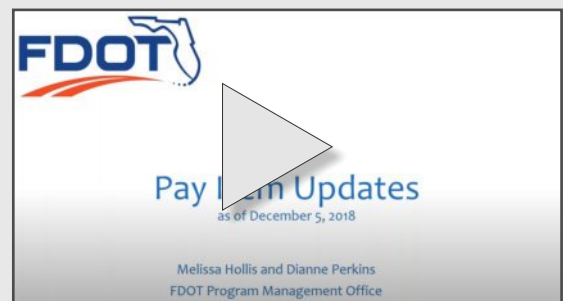 FDOT
Pay Updates
as of December 5, 2018
Melissa Hollis and Dianne Perkins
FDOT Program Management Office